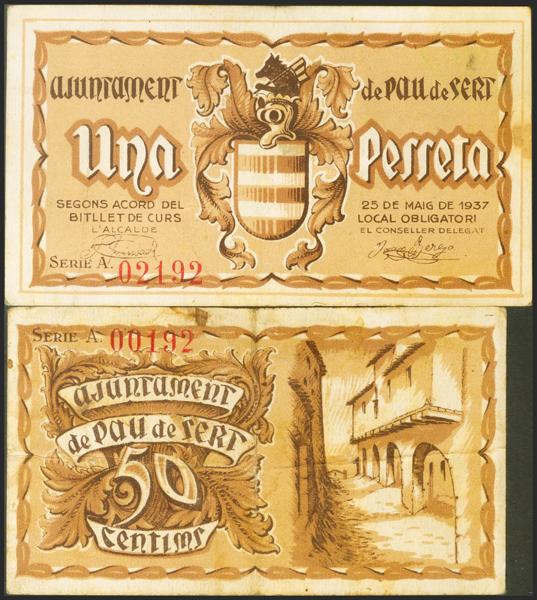 AJUNTAMENT de PAU de SERT
Una Pesseta
SEGONS ACORD DEL 25 DE MAIG DE 1937
BITLLET DE CURS LOCAL OBLIGATORI
L'ALCALDE EL CONSELLER DELEGAT
SERIE A. 02192
SERIE A. 00192
AJUNTAMENT
de PAU de SERT
50
CENTIMS